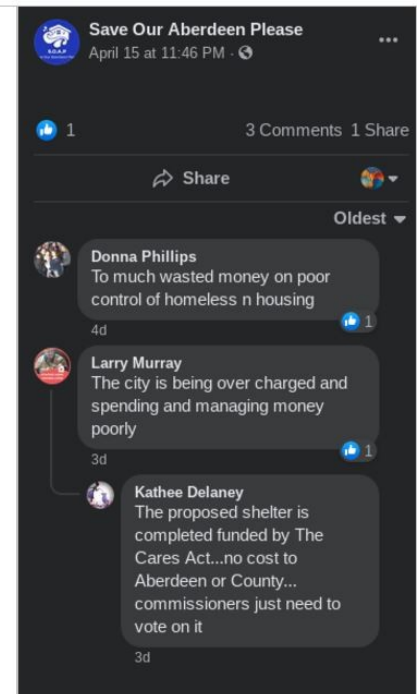 Save Our Aberdeen Please
April 15 at 11:46 PM ·
S.O.A.P
1
3 Comments 1 Share
Share
Oldest
Donna Phillips
To much wasted money on poor
control of homeless n housing
1
4d
Larry Murray
The city is being over charged and
spending and managing money
poorly
1
3d
Kathee Delaney
The proposed shelter is
completed funded by The
Cares Act...no cost to
Aberdeen or County...
commissioners just need to
vote on it
3d